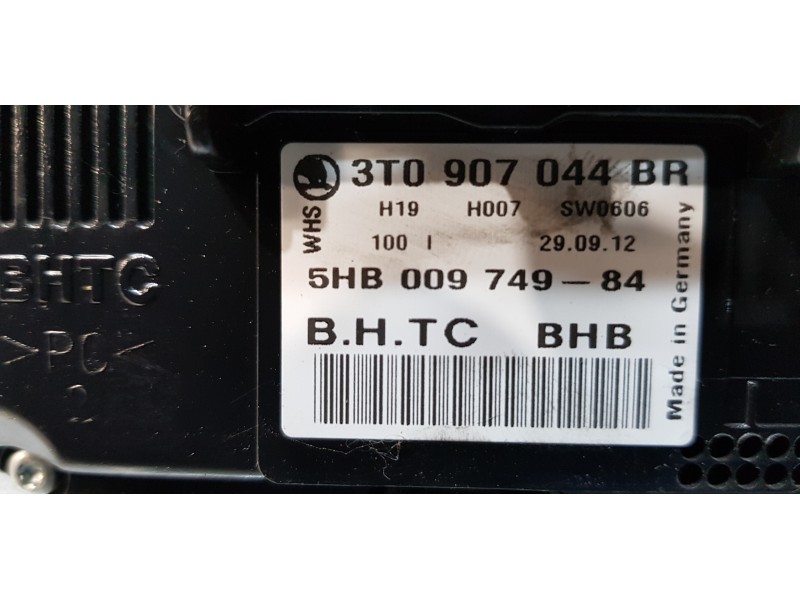 3T0 907 044 BR
H19 H007 SW0606
100 I 29.09.12
5HB 009 749-84
B.H.TC BHB
WHS
Made in Germany
BHTC
>PC<
2